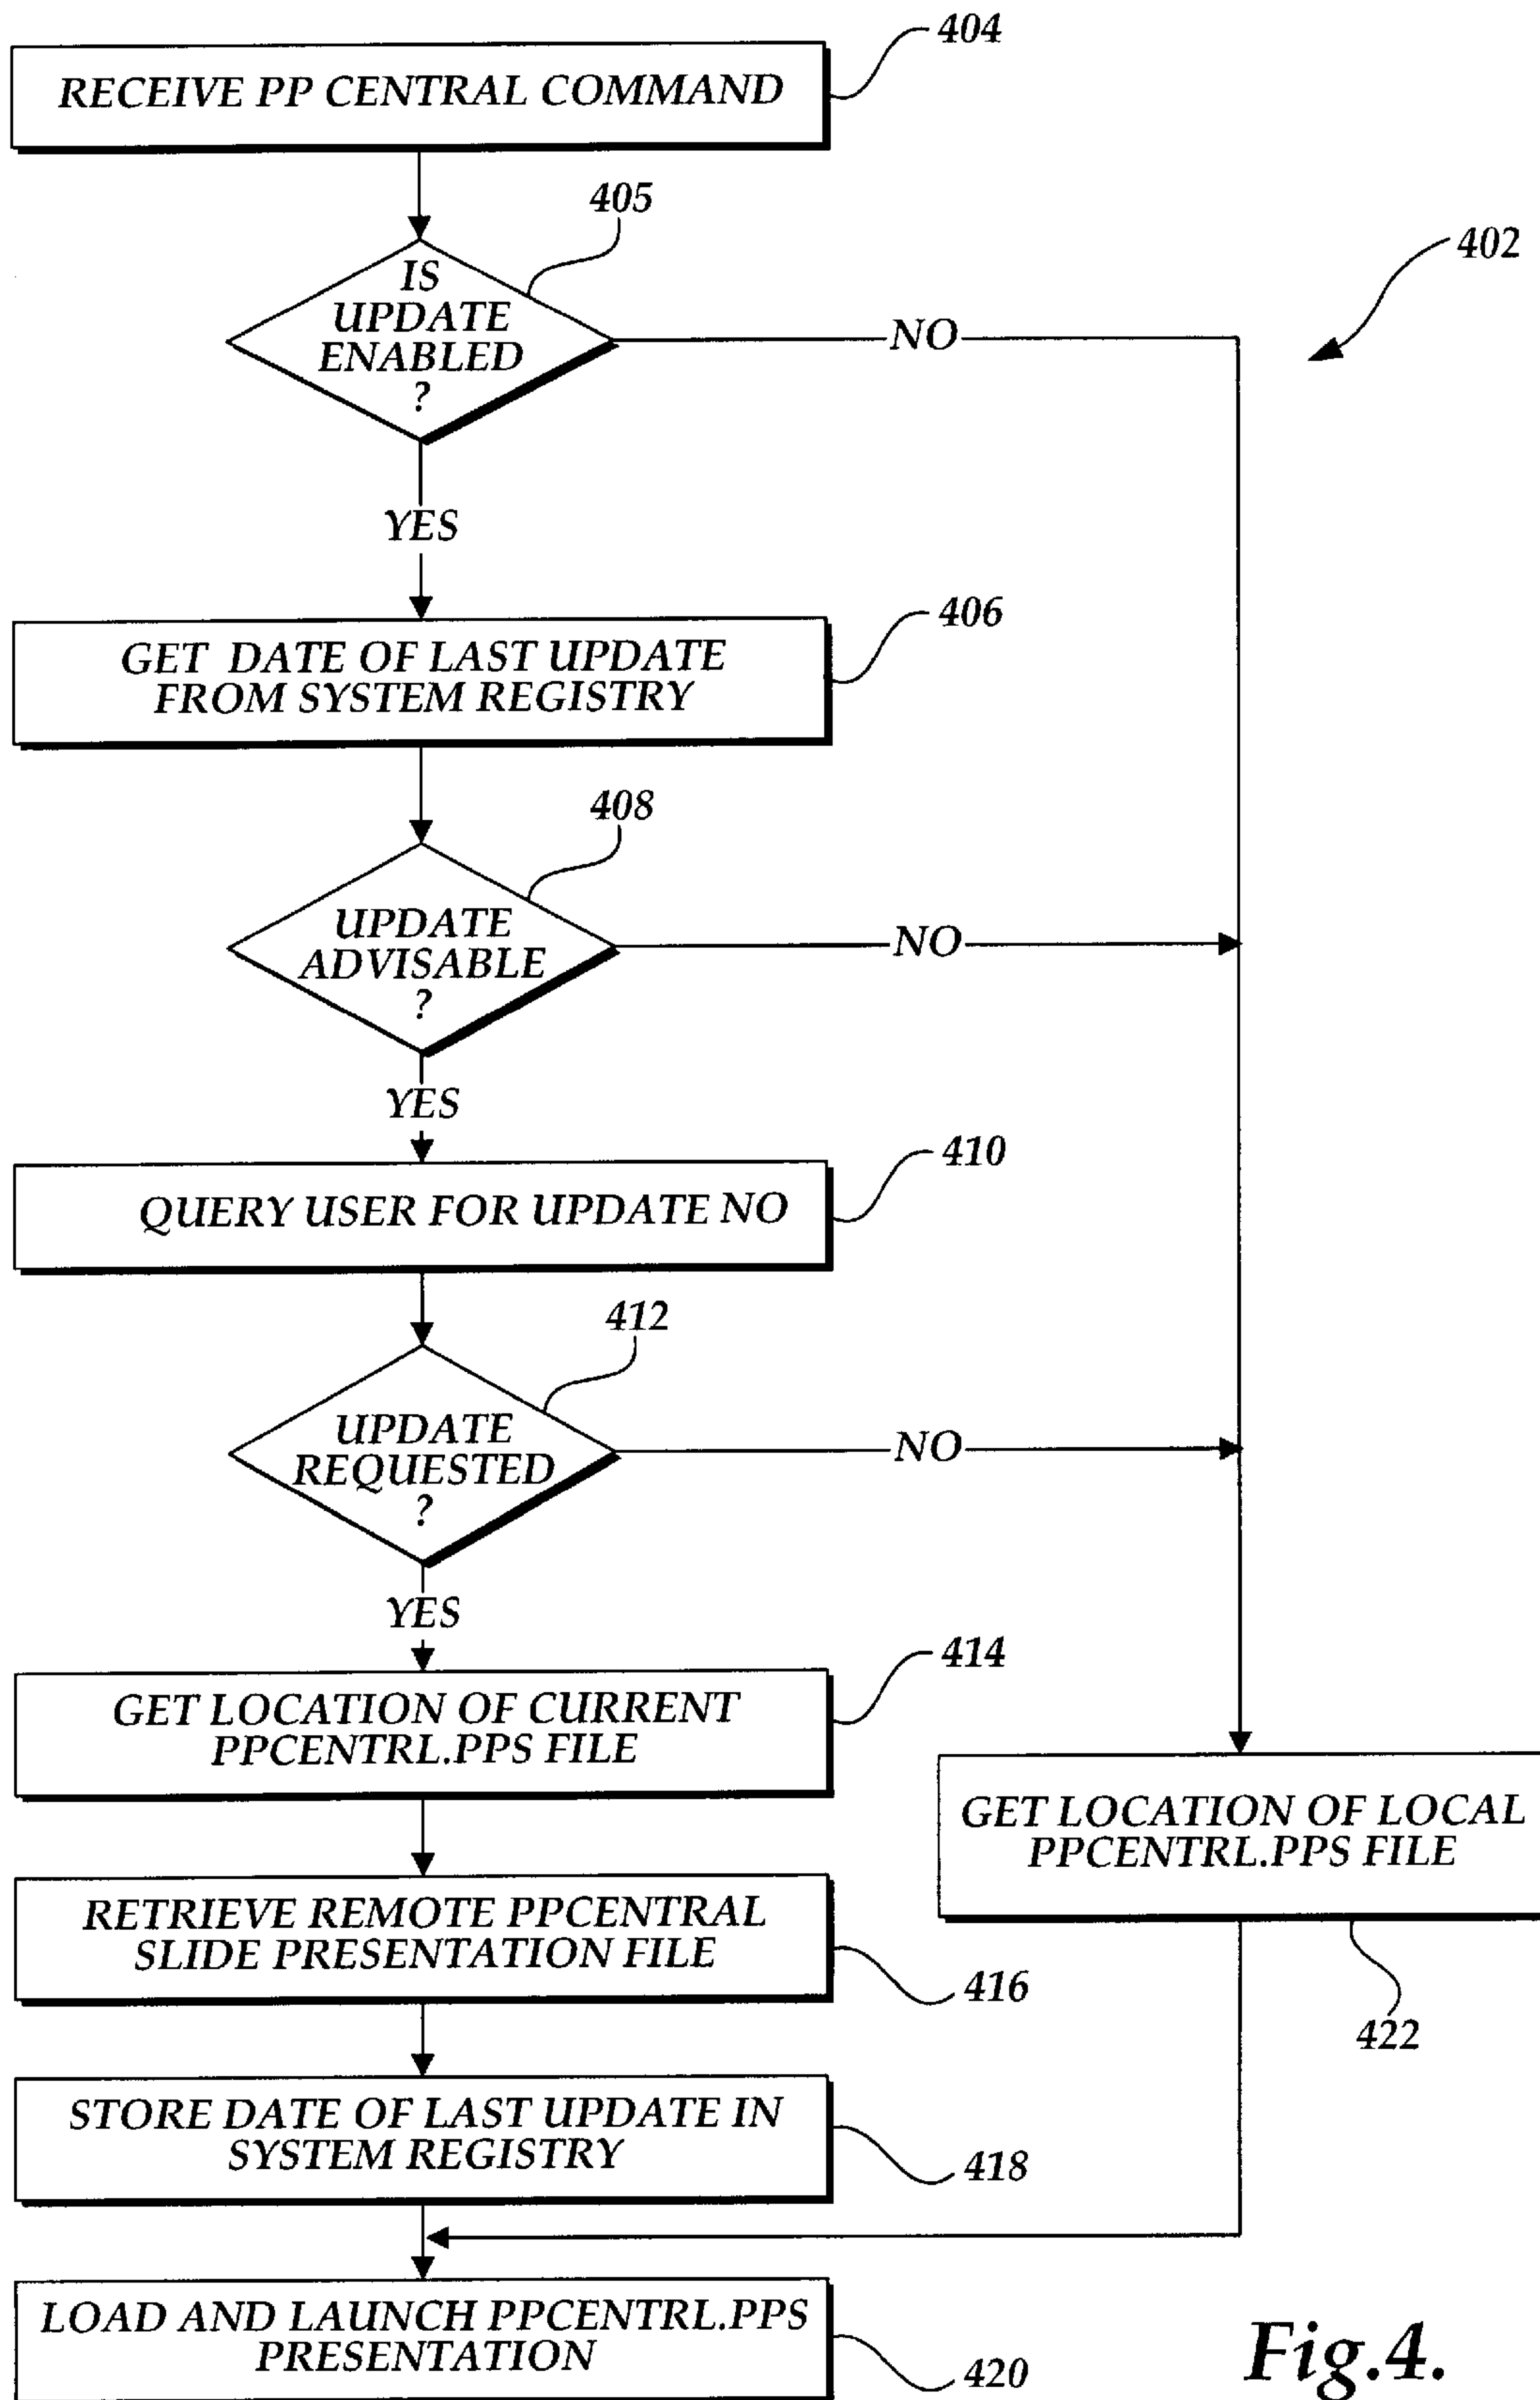 404
RECEIVE PP CENTRAL COMMAND
405
402
IS
UPDATE
ENABLED
?
NO
YES
406
GET DATE OF LAST UPDATE
FROM SYSTEM REGISTRY
408
UPDATE
ADVISABLE
?
NO
YES
410
QUERY USER FOR UPDATE NO
412
UPDATE
REQUESTED
?
NO
YES
414
GET LOCATION OF CURRENT
PPCENTRL.PPS FILE
GET LOCATION OF LOCAL
PPCENTRL.PPS FILE
422
RETRIEVE REMOTE PPCENTRAL
SLIDE PRESENTATION FILE
416
STORE DATE OF LAST UPDATE IN
SYSTEM REGISTRY
418
LOAD AND LAUNCH PPCENTRL.PPS
PRESENTATION
420
Fig.4.